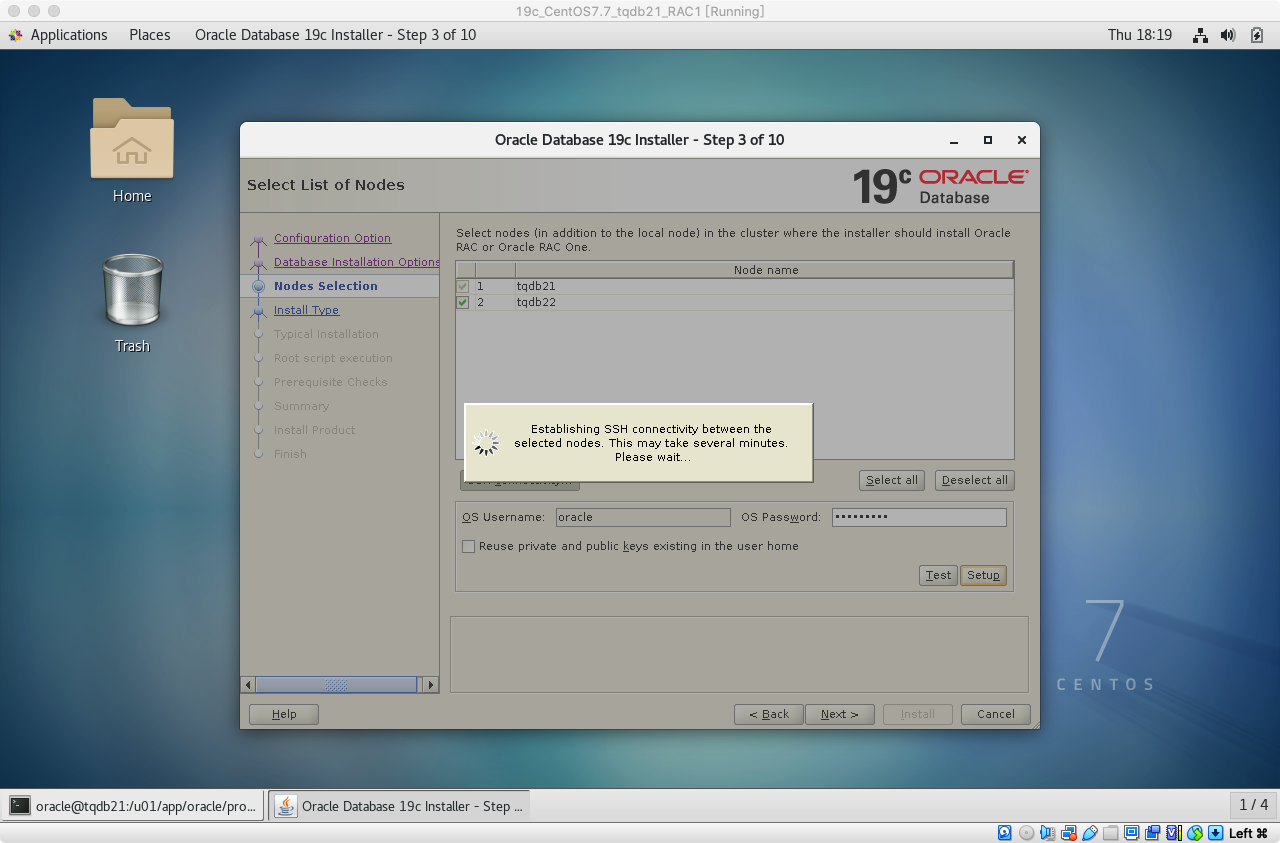 19c_CentOS7.7_tqdb21_RAC1 [Running]
Applications Places Oracle Database 19c Installer - Step 3 of 10 Thu 18:19
Home
Trash
Oracle Database 19c Installer - Step 3 of 10
Select List of Nodes
19c ORACLE
Database
Configuration Option
Database Installation Options
Nodes Selection
Install Type
Typical Installation
Root script execution
Prerequisite Checks
Summary
Install Product
Finish
Select nodes (in addition to the local node) in the cluster where the installer should install Oracle
RAC or Oracle RAC One.
Node name
1 tqdb21
2 tqdb22
Establishing SSH connectivity between the
selected nodes. This may take several minutes.
Please wait...
Select all Deselect all
OS Username: oracle OS Password: •••••••••
Reuse private and public keys existing in the user home
Test Setup
Help < Back Next > Install Cancel
7
CENTOS
oracle@tqdb21:/u01/app/oracle/pro... Oracle Database 19c Installer - Step ... 1 / 4
Left ⌘